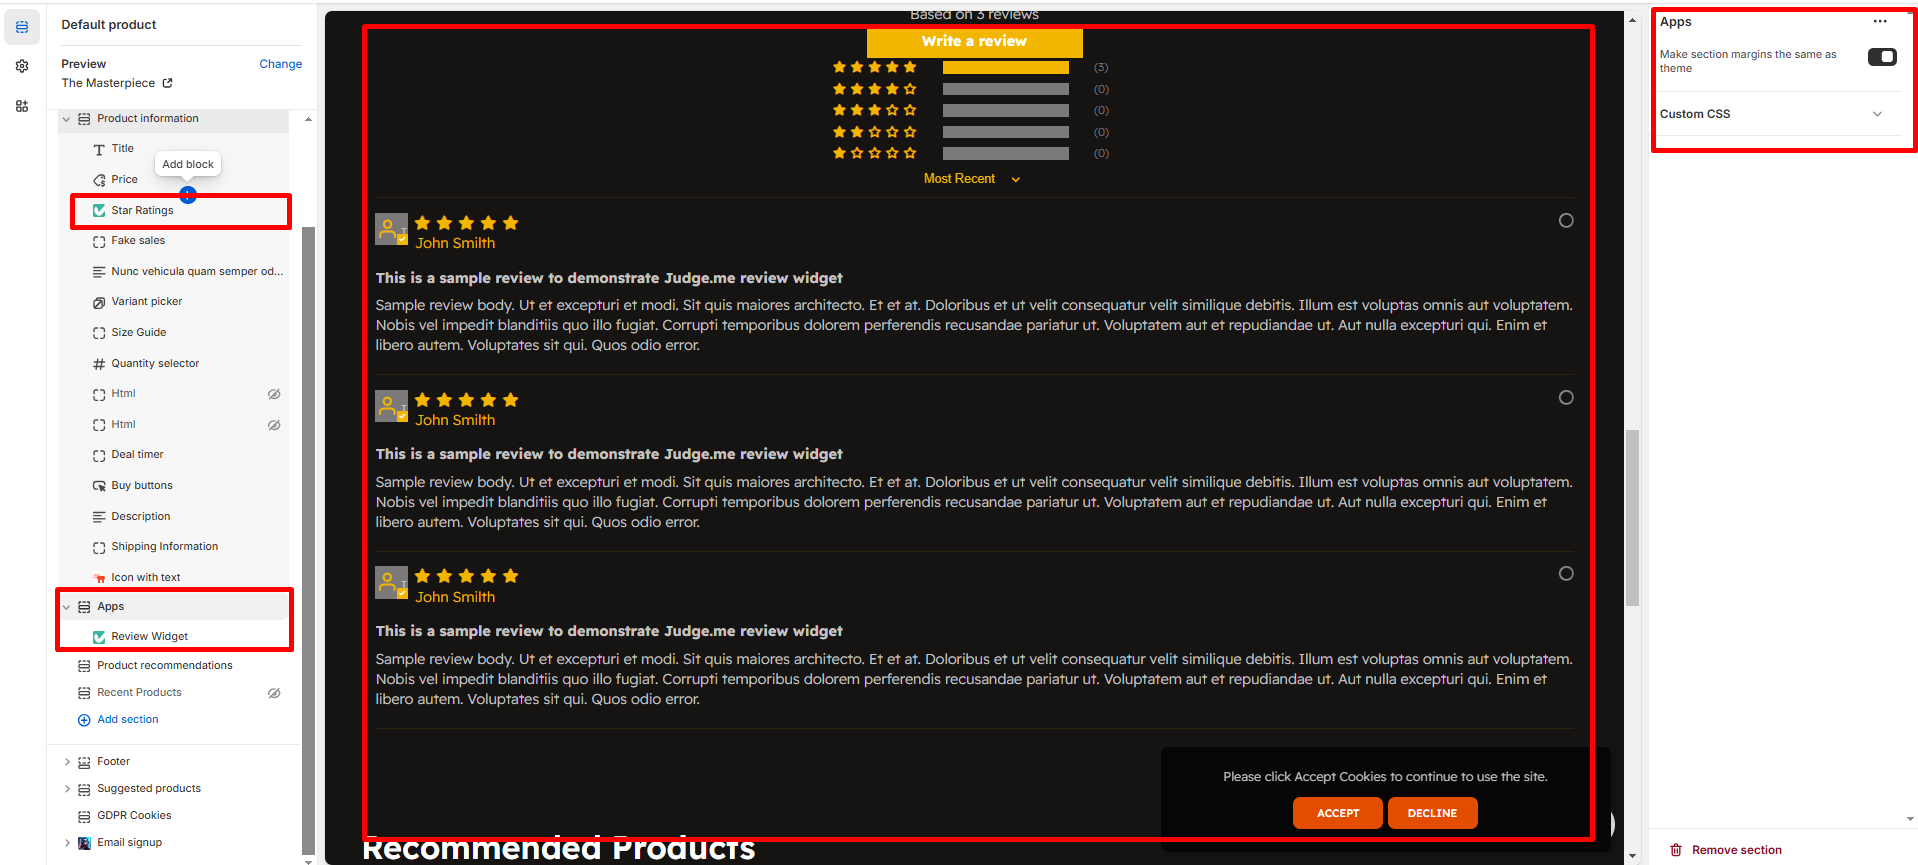 Default product
Preview
Change
The Masterpiece
Product information
Title
Add block
Price
Star Ratings
Fake sales
Nunc vehicula quam semper od...
Variant picker
Size Guide
Quantity selector
Html
Html
Deal timer
Buy buttons
Description
Shipping Information
Icon with text
Apps
Review Widget
Product recommendations
Recent Products
Add section
Footer
Suggested products
GDPR Cookies
Email signup
Based on 3 reviews
Write a review
(3)
(0)
(0)
(0)
(0)
Most Recent
John Smilth
This is a sample review to demonstrate Judge.me review widget
Sample review body. Ut et excepturi et modi. Sit quis maiores architecto. Et et at. Doloribus et ut velit consequatur velit similique debitis. Illum est voluptas omnis aut voluptatem.
Nobis vel impedit blanditiis quo illo fugiat. Corrupti temporibus dolorem perferendis recusandae pariatur ut. Voluptatem aut et repudiandae ut. Aut nulla excepturi qui. Enim et
libero autem. Voluptates sit qui. Quos odio error.
John Smilth
This is a sample review to demonstrate Judge.me review widget
Sample review body. Ut et excepturi et modi. Sit quis maiores architecto. Et et at. Doloribus et ut velit consequatur velit similique debitis. Illum est voluptas omnis aut voluptatem.
Nobis vel impedit blanditiis quo illo fugiat. Corrupti temporibus dolorem perferendis recusandae pariatur ut. Voluptatem aut et repudiandae ut. Aut nulla excepturi qui. Enim et
libero autem. Voluptates sit qui. Quos odio error.
John Smilth
This is a sample review to demonstrate Judge.me review widget
Sample review body. Ut et excepturi et modi. Sit quis maiores architecto. Et et at. Doloribus et ut velit consequatur velit similique debitis. Illum est voluptas omnis aut voluptatem.
Nobis vel impedit blanditiis quo illo fugiat. Corrupti temporibus dolorem perferendis recusandae pariatur ut. Voluptatem aut et repudiandae ut. Aut nulla excepturi qui. Enim et
libero autem. Voluptates sit qui. Quos odio error.
Please click Accept Cookies to continue to use the site.
ACCEPT
DECLINE
Recommended Products
Apps
Make section margins the same as
theme
Custom CSS
Remove section